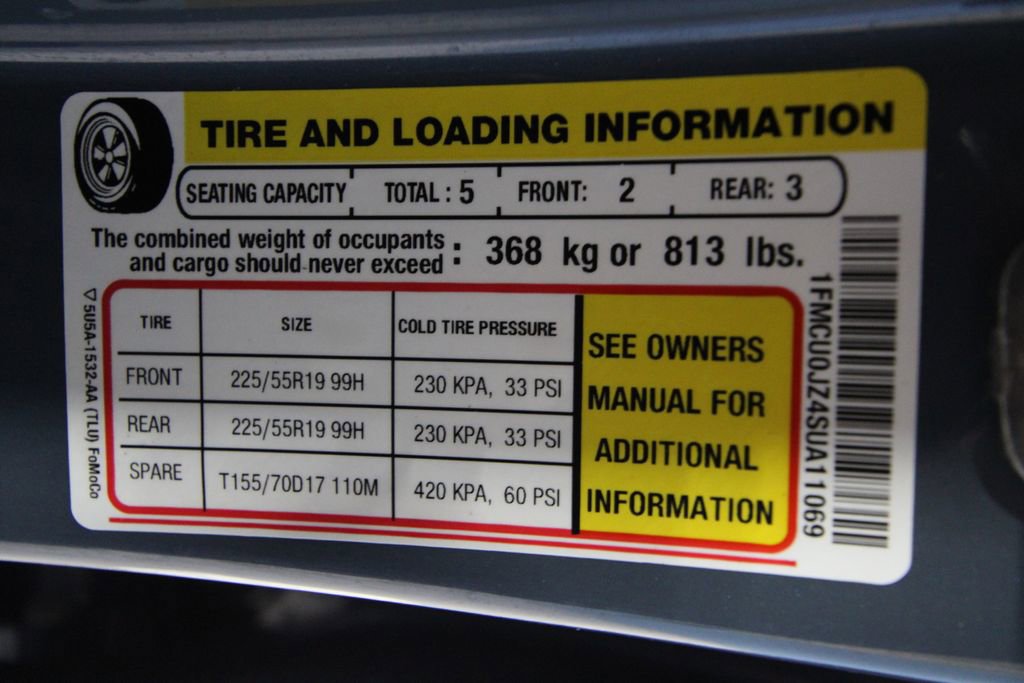 TIRE AND LOADING INFORMATION
SEATING CAPACITY TOTAL : 5 FRONT: 2 REAR: 3
The combined weight of occupants
and cargo should never exceed : 368 kg or 813 lbs.
TIRE SIZE COLD TIRE PRESSURE
FRONT 225/55R19 99H 230 KPA, 33 PSI
REAR 225/55R19 99H 230 KPA, 33 PSI
SPARE T155/70D17 110M 420 KPA, 60 PSI
SEE OWNERS
MANUAL FOR
ADDITIONAL
INFORMATION
5U5A-1532-AA (TLU) FoMoCo
1FMCU0JZ4SUA11069